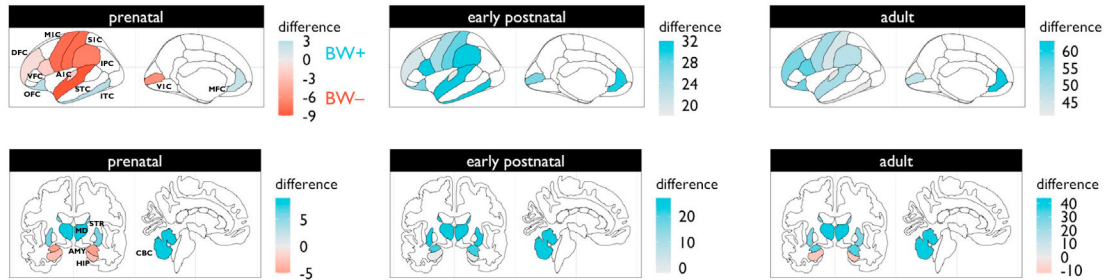 prenatal
difference
MIC
SIC
DFC
IPC
VFC
AIC
OFC
STC
ITC
VIC
MFC
3
0
-3
-6
-9
BW+
BW–
early postnatal
difference
32
28
24
20
adult
difference
60
55
50
45
prenatal
difference
STR
MD
AMY
HIP
CBC
5
0
-5
early postnatal
difference
20
10
0
adult
difference
40
30
20
10
0
-10